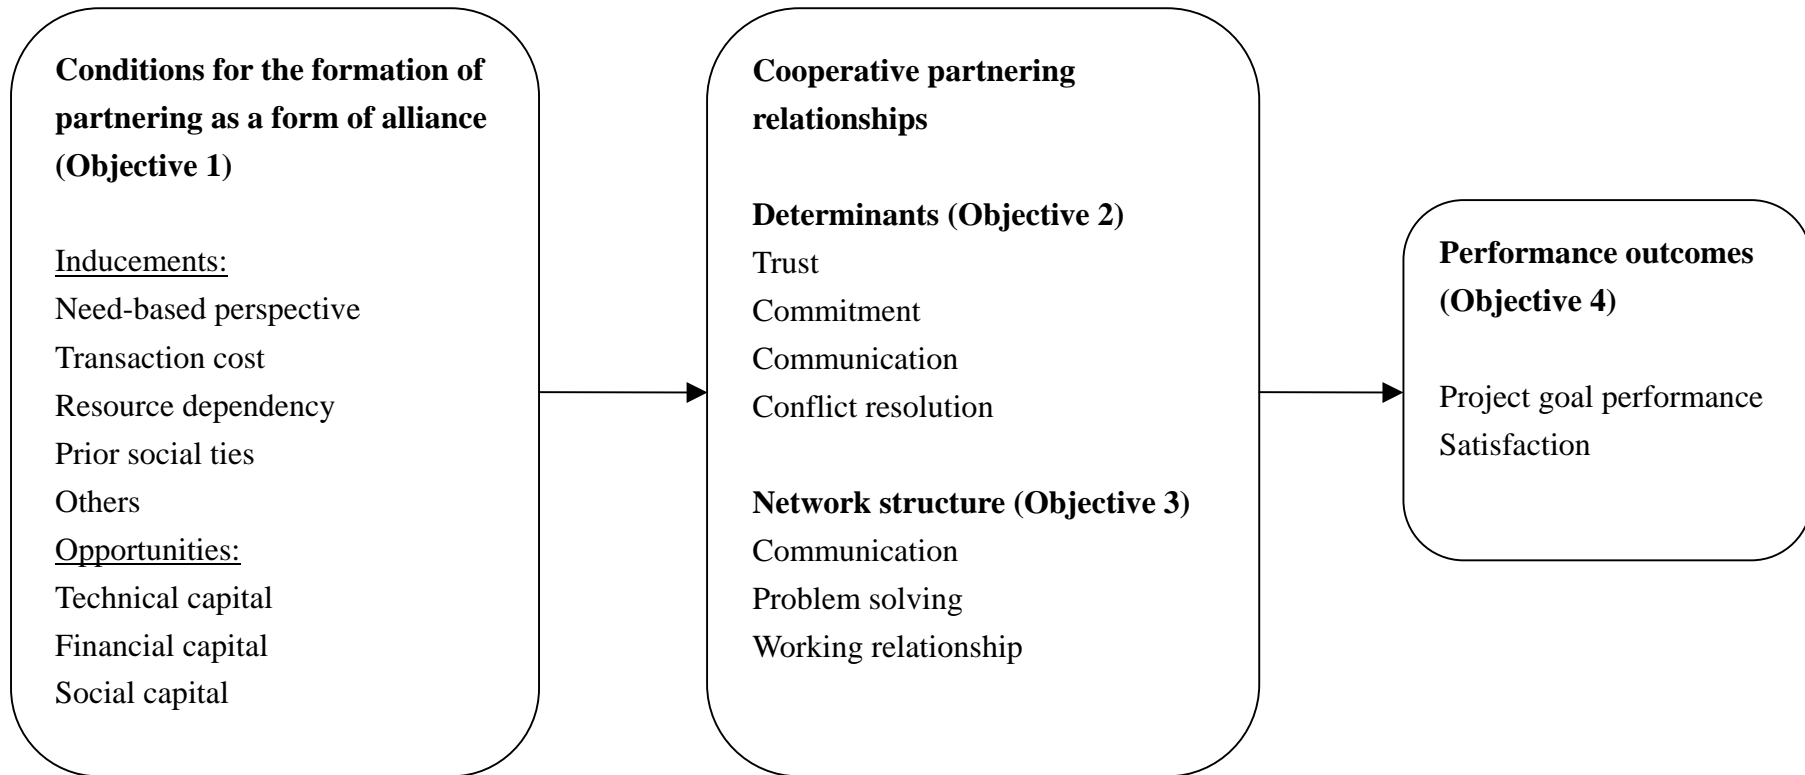 Conditions for the formation of
partnering as a form of alliance
(Objective 1)
Inducements:
Need-based perspective
Transaction cost
Resource dependency
Prior social ties
Others
Opportunities:
Technical capital
Financial capital
Social capital
Cooperative partnering
relationships
Determinants (Objective 2)
Trust
Commitment
Communication
Conflict resolution
Network structure (Objective 3)
Communication
Problem solving
Working relationship
Performance outcomes
(Objective 4)
Project goal performance
Satisfaction